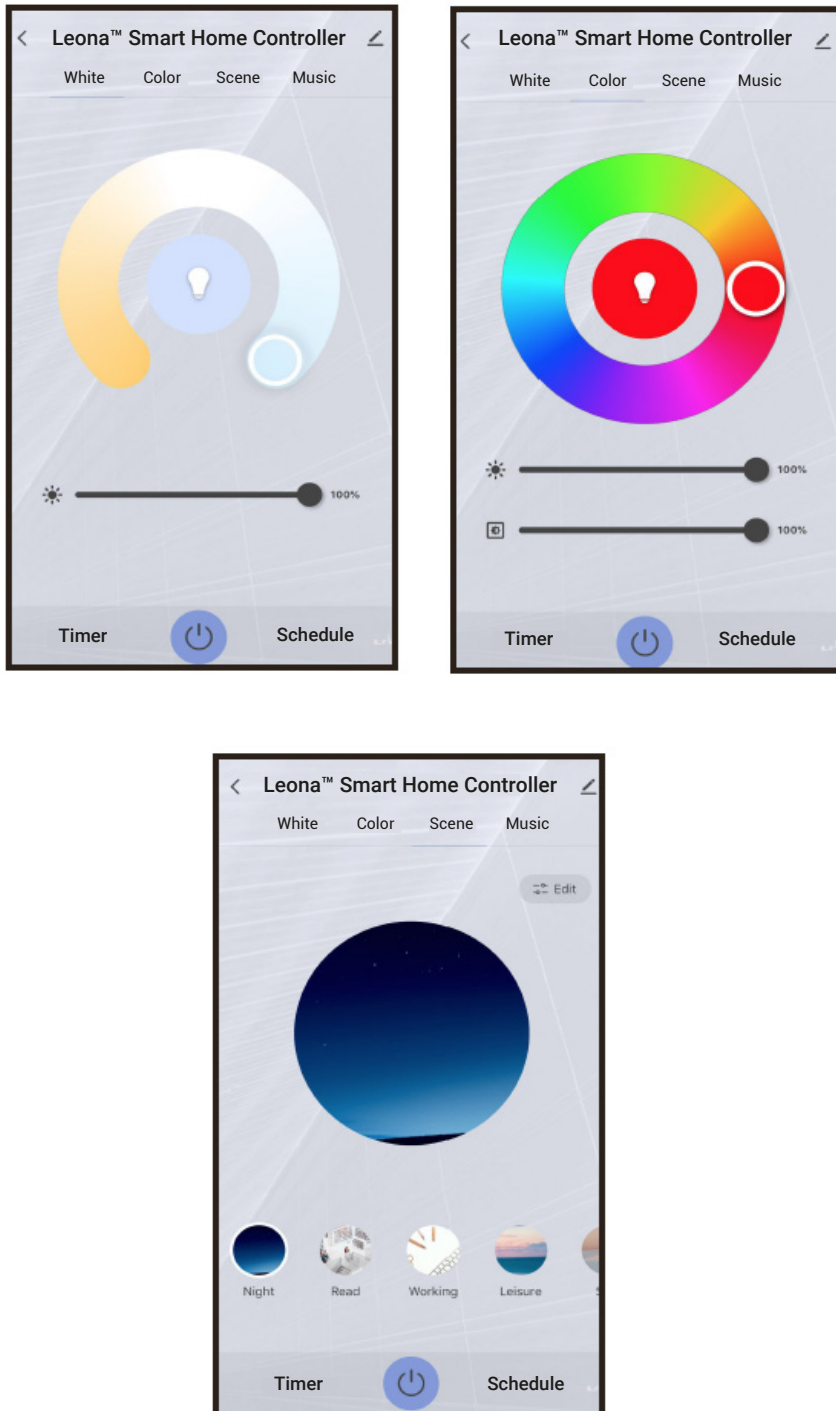 Leona™ Smart Home Controller
White Color Scene Music
100%
Timer Schedule
Leona™ Smart Home Controller
White Color Scene Music
100%
100%
Timer Schedule
Leona™ Smart Home Controller
White Color Scene Music
Edit
Night Read Working Leisure
Timer Schedule